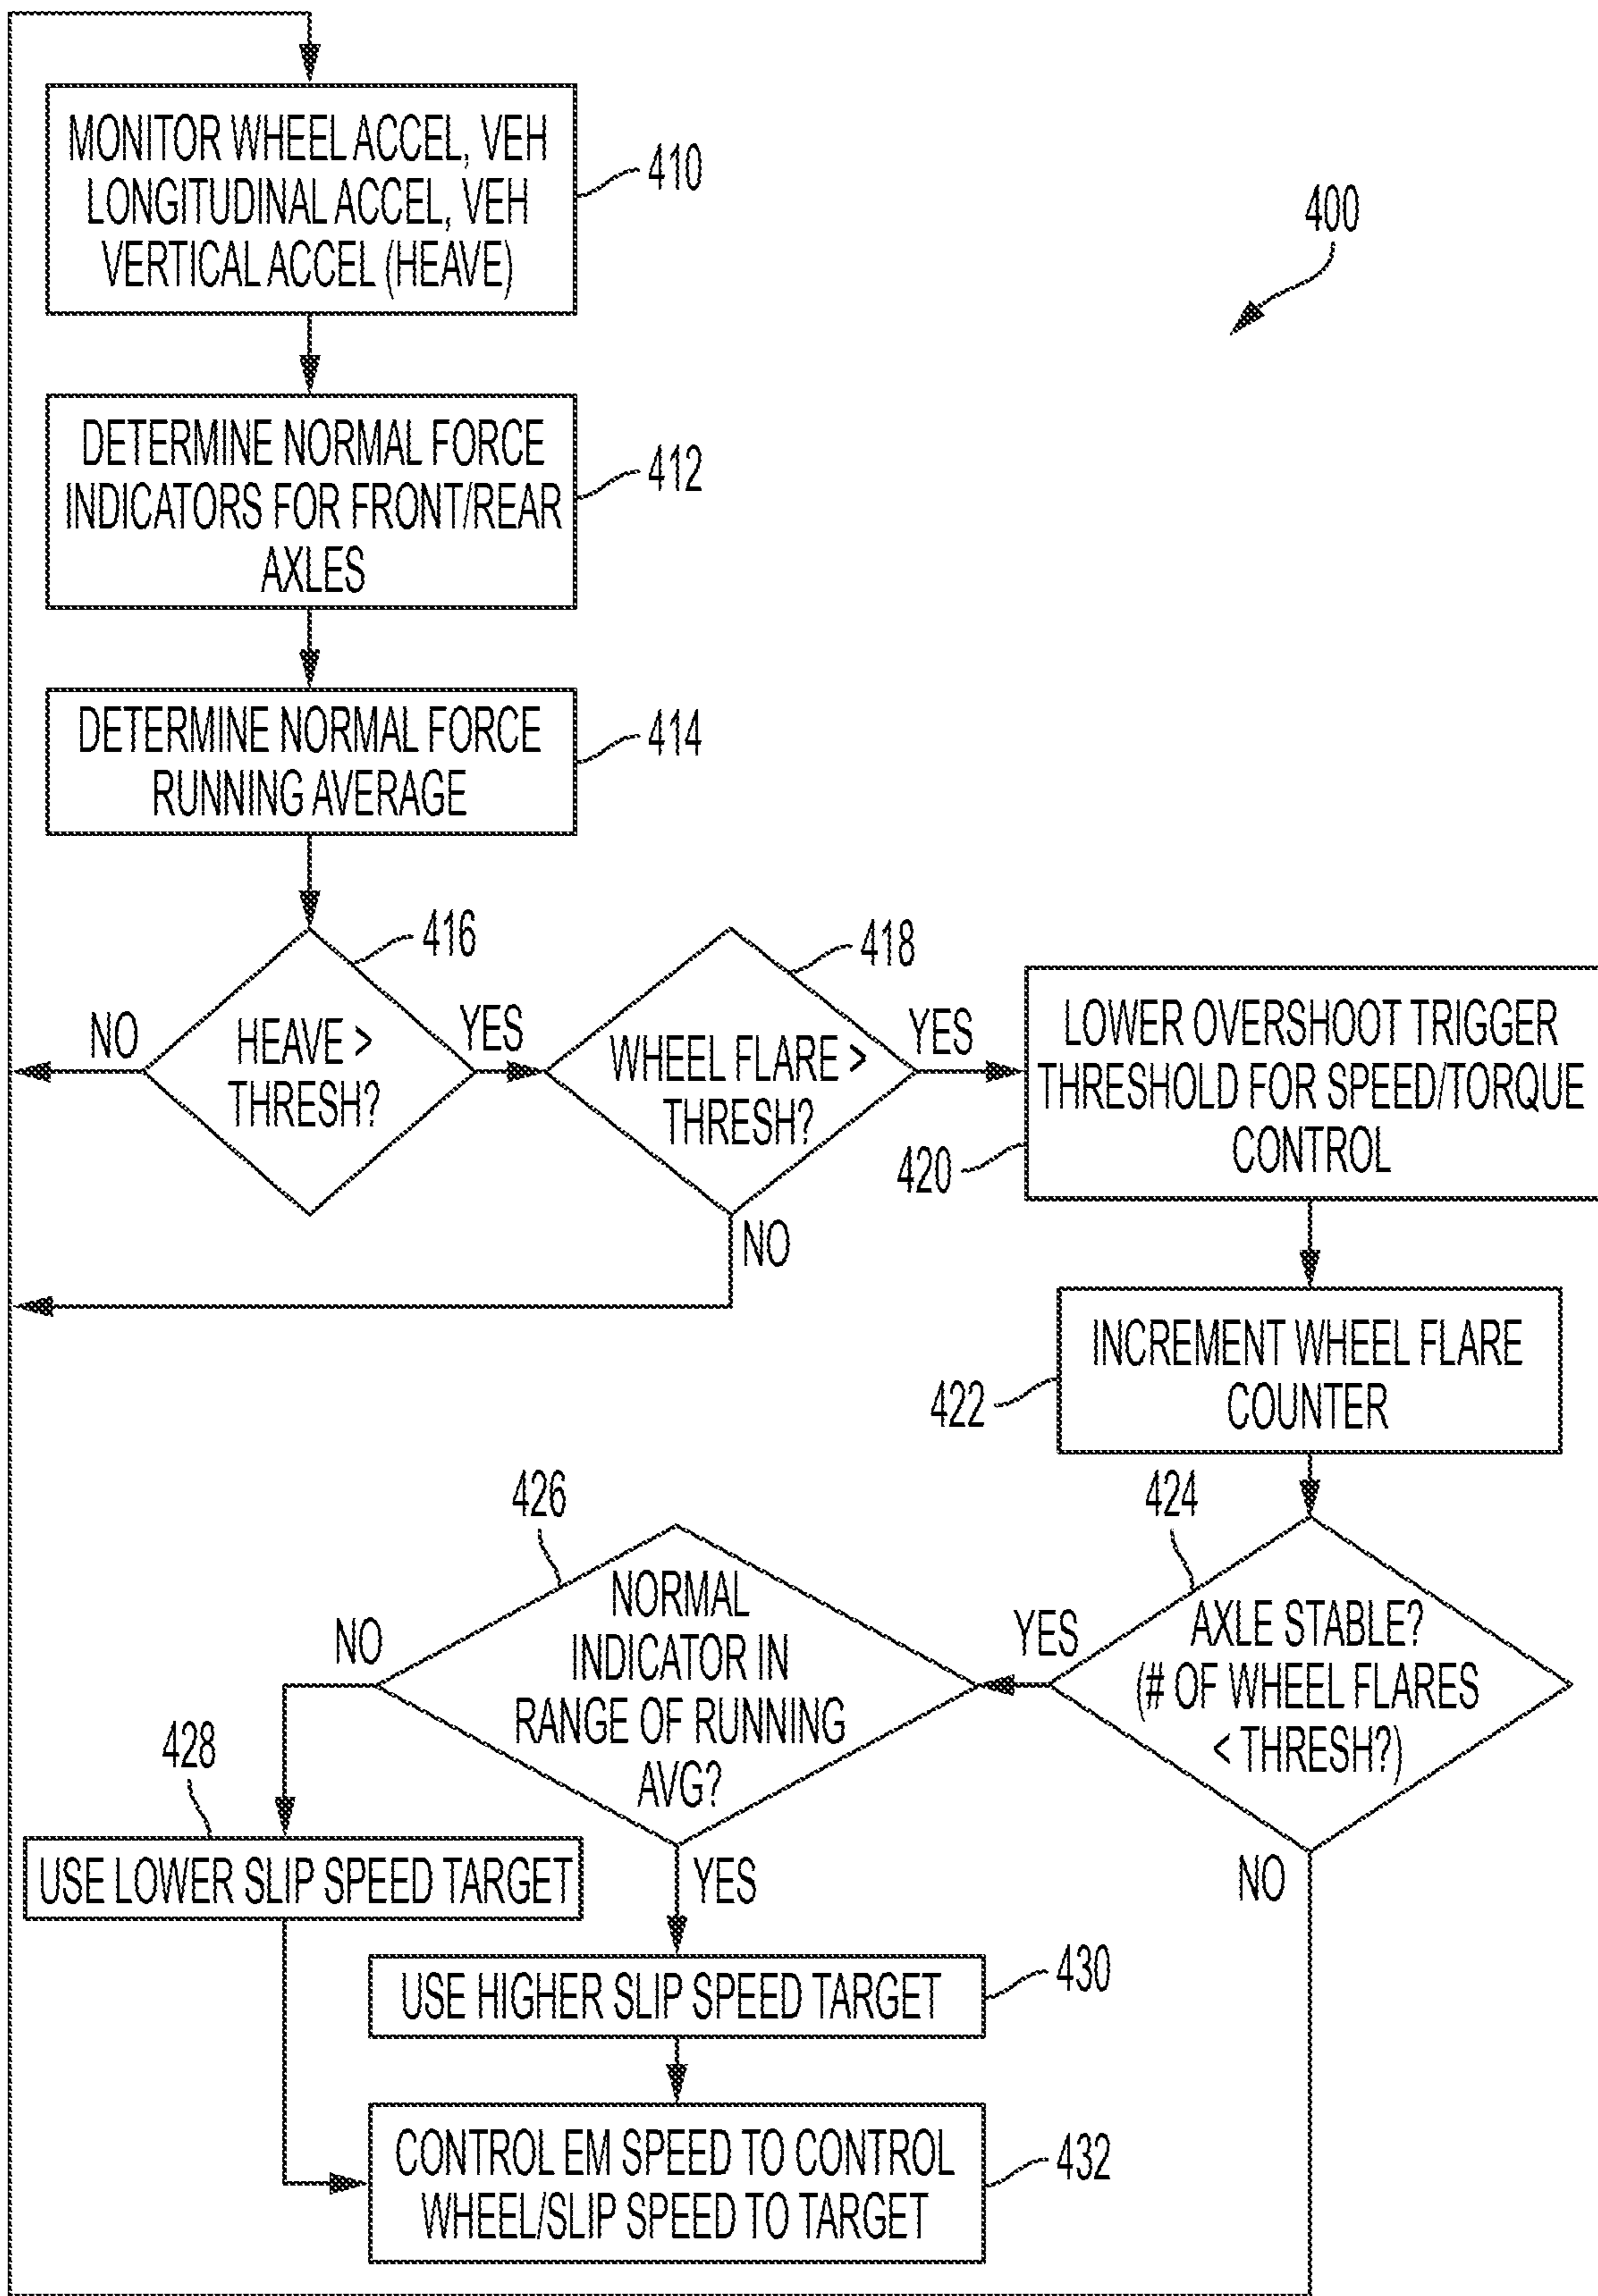 400
MONITOR WHEEL ACCEL, VEH
LONGITUDINAL ACCEL, VEH
VERTICAL ACCEL (HEAVE)
410
DETERMINE NORMAL FORCE
INDICATORS FOR FRONT/REAR
AXLES
412
DETERMINE NORMAL FORCE
RUNNING AVERAGE
414
416
HEAVE >
THRESH?
NO
YES
418
WHEEL FLARE >
THRESH?
YES
NO
LOWER OVERSHOOT TRIGGER
THRESHOLD FOR SPEED/TORQUE
CONTROL
420
INCREMENT WHEEL FLARE
COUNTER
422
424
AXLE STABLE?
(# OF WHEEL FLARES
< THRESH?)
YES
NO
426
NORMAL
INDICATOR IN
RANGE OF RUNNING
AVG?
NO
YES
428
USE LOWER SLIP SPEED TARGET
USE HIGHER SLIP SPEED TARGET
430
CONTROL EM SPEED TO CONTROL
WHEEL/SLIP SPEED TO TARGET
432